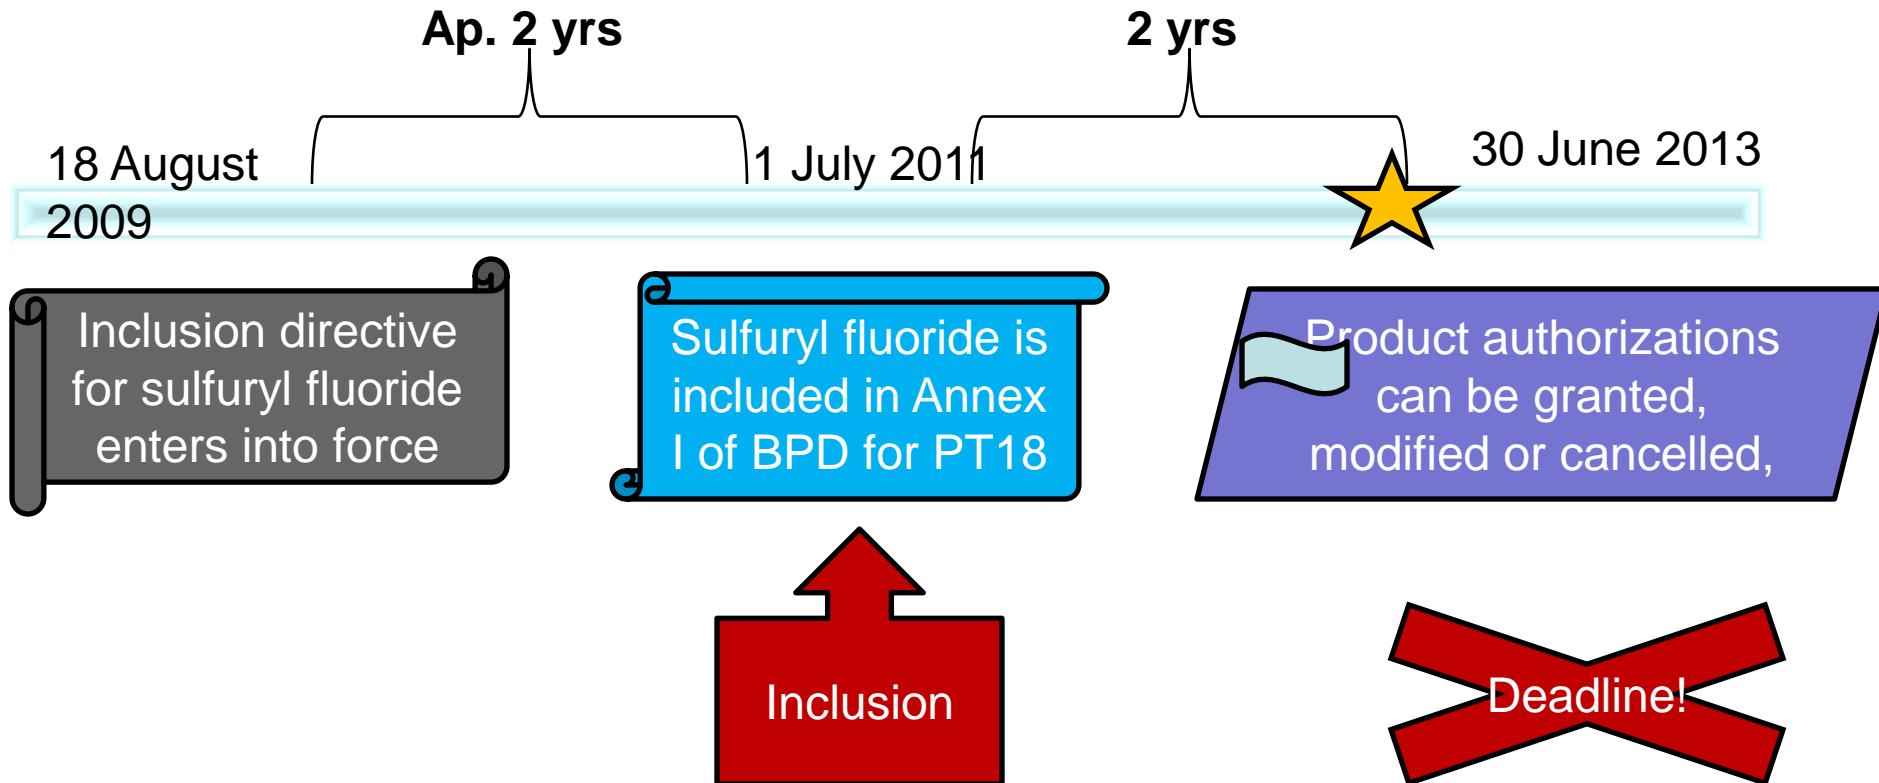 Ap. 2 yrs
2 yrs
18 August
2009
1 July 2011
30 June 2013
Inclusion directive
for sulfuryl fluoride
enters into force
Sulfuryl fluoride is
included in Annex
I of BPD for PT18
Product authorizations
can be granted,
modified or cancelled,
Inclusion
Deadline!